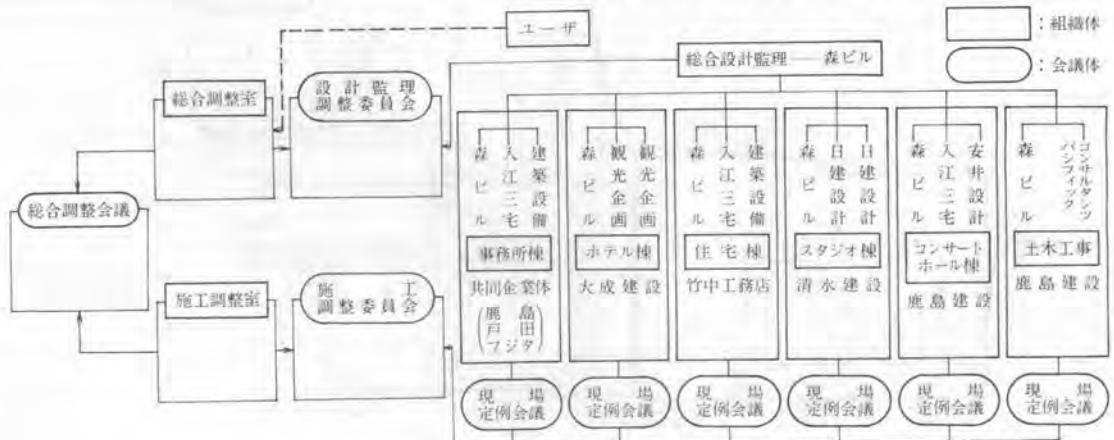 ユーザ
：組織体
：会議体
総合設計監理──森ビル
総合調整室
設計監理
調整委員会
総合調整会議
施工調整室
施工
調整委員会
森ビル
入江三宅
建築設備
事務所棟
共同企業体
(鹿島
戸田
フジタ)
現場
定例会議
森ビル
観光企画
観光企画
ホテル棟
大成建設
現場
定例会議
森ビル
入江三宅
建築設備
住宅棟
竹中工務店
現場
定例会議
森ビル
日建設計
日建設計
スタジオ棟
清水建設
現場
定例会議
森ビル
入江三宅
安井設計
コンサート
ホール棟
鹿島建設
現場
定例会議
森ビル
パシフィック
コンサルタンツ
土木工事
鹿島建設
現場
定例会議